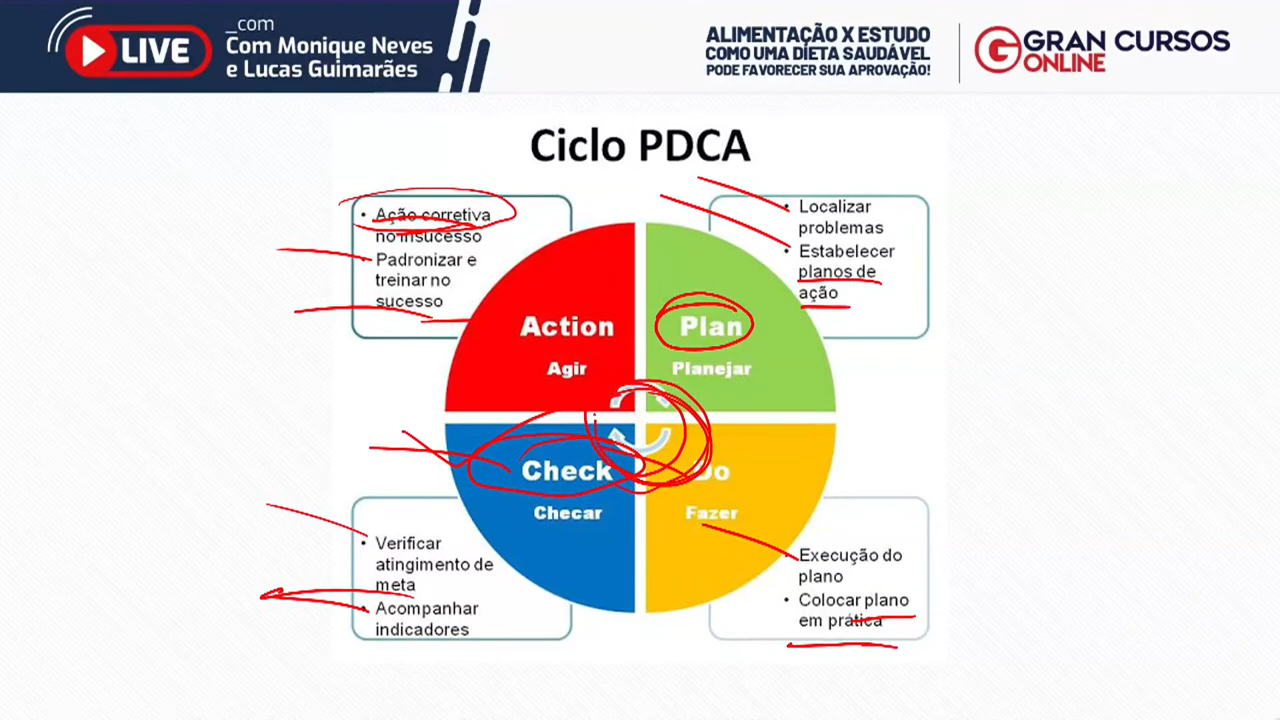 _com
LIVE
Com Monique Neves
e Lucas Guimarães
ALIMENTAÇÃO X ESTUDO
COMO UMA DIETA SAUDÁVEL
PODE FAVORECER SUA APROVAÇÃO!
GRAN CURSOS
ONLINE
Ciclo PDCA
• Ação corretiva
no insucesso
• Padronizar e
treinar no
sucesso
• Localizar
problemas
• Estabelecer
planos de
ação
Action
Agir
Plan
Planejar
Check
Checar
Do
Fazer
• Verificar
atingimento de
meta
• Acompanhar
indicadores
• Execução do
plano
• Colocar plano
em prática